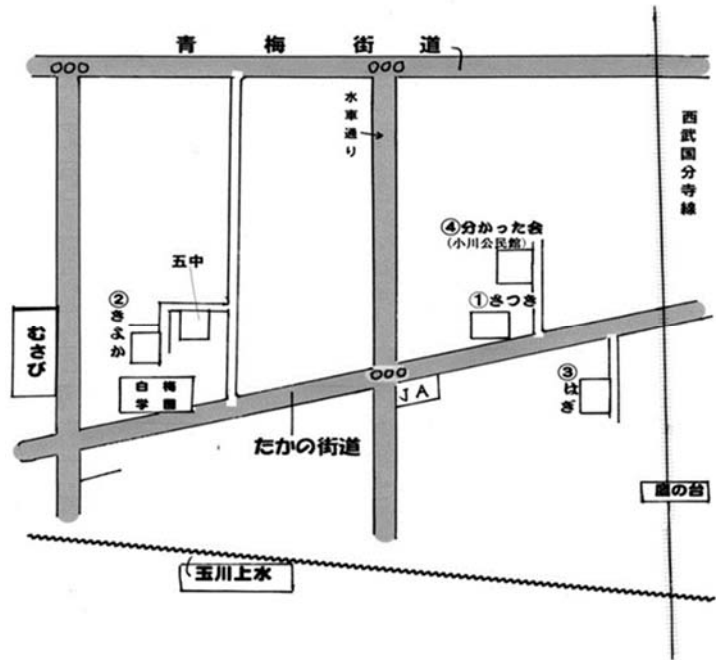 青梅街道
水車通り
西武国分寺線
④分かった会
(小川公民館)
五中
②きよか
①さつき
むさび
白梅
学園
JA
③はぎ
たかの街道
鷹の台
玉川上水